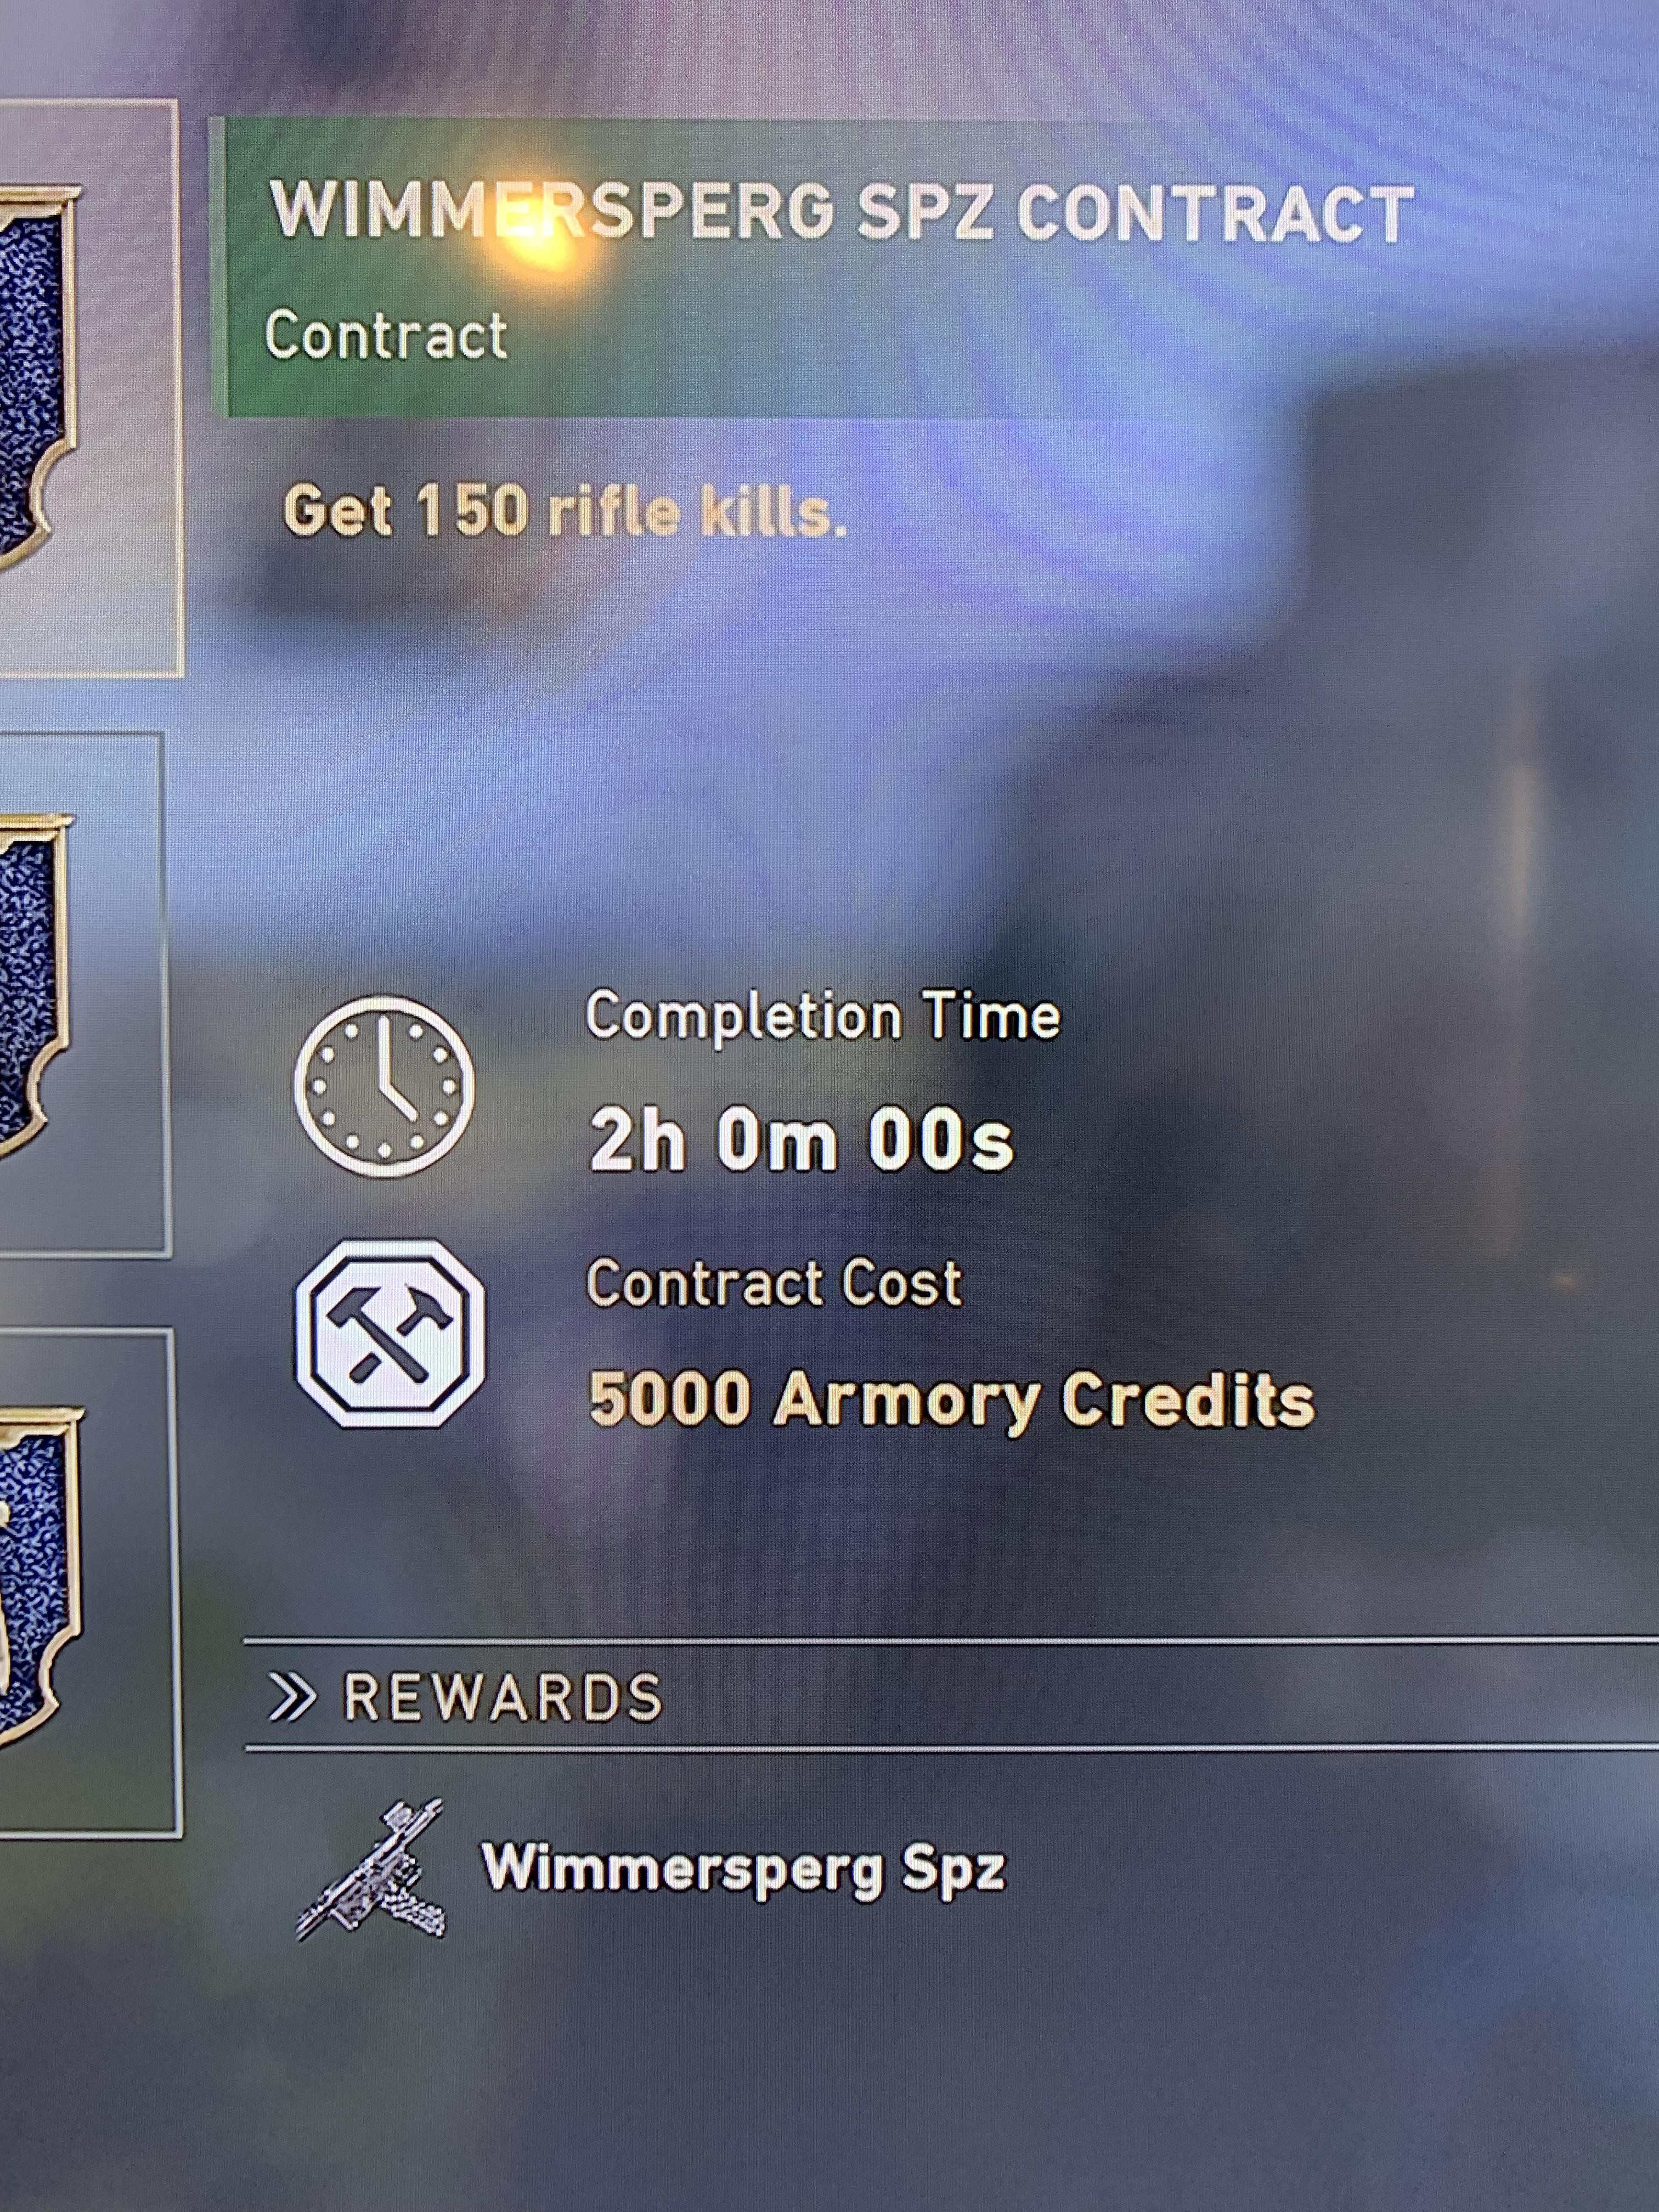 WIMMERSPERG SPZ CONTRACT
Contract
Get 150 rifle kills.
Completion Time
2h 0m 00s
Contract Cost
5000 Armory Credits
REWARDS
Wimmersperg Spz